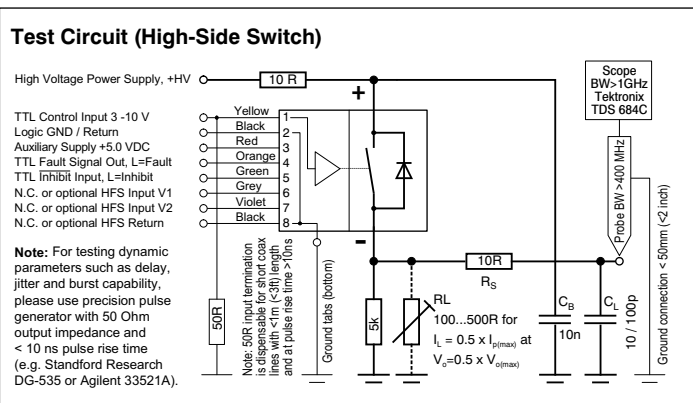 Test Circuit (High-Side Switch)
High Voltage Power Supply, +HV
10 R
+
Scope
BW>1GHz
Tektronix
TDS 684C
TTL Control Input 3 -10 V
Logic GND / Return
Auxiliary Supply +5.0 VDC
TTL Fault Signal Out, L=Fault
TTL Inhibit Input, L=Inhibit
N.C. or optional HFS Input V1
N.C. or optional HFS Input V2
N.C. or optional HFS Return
Yellow 1
Black 2
Red 3
Orange 4
Green 5
Grey 6
Violet 7
Black 8
-
Probe BW >400 MHz
Ground connection < 50mm (<2 inch)
Note: For testing dynamic
parameters such as delay,
jitter and burst capability,
please use precision pulse
generator with 50 Ohm
output impedance and
< 10 ns pulse rise time
(e.g. Standford Research
DG-535 or Agilent 33521A).
50R
Note: 50R input termination
is dispensable for short coax
lines with <1m (<3ft) length
and at pulse rise time >10ns
Ground tabs (bottom)
5k
RL
100...500R for
IL = 0.5 x Ip(max) at
Vo=0.5 x Vo(max)
10R
RS
CB
10n
CL
10 / 100p